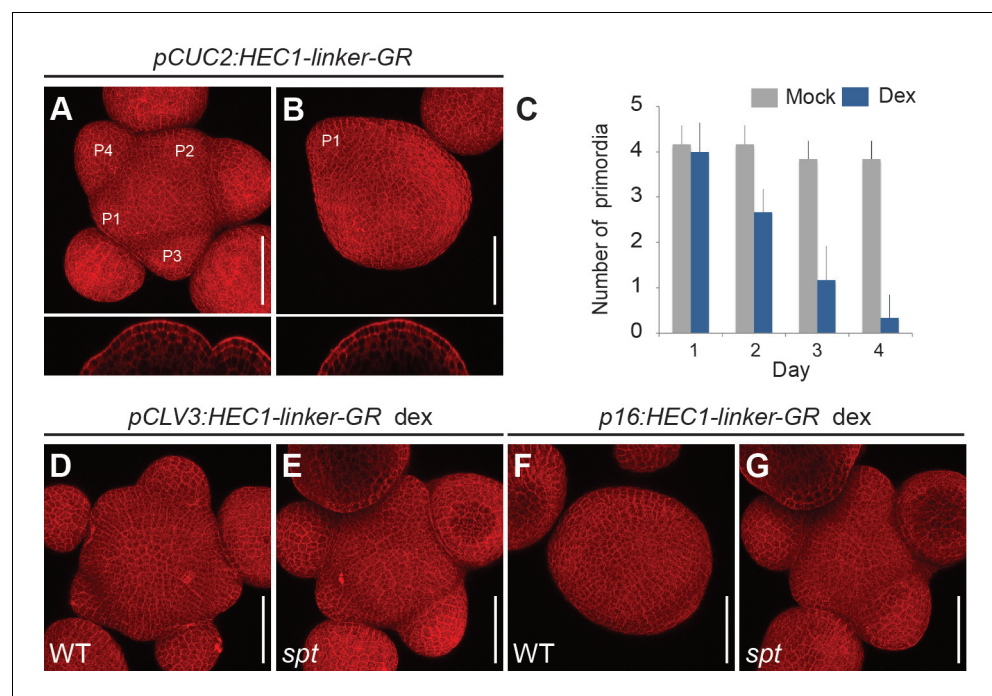 pCUC2:HEC1-linker-GR
A
P4
P2
P1
P3
B
P1
C
Mock
Dex
Number of primordia
5
4
3
2
1
0
1 2 3 4
Day
pCLV3:HEC1-linker-GR dex
p16:HEC1-linker-GR dex
D
WT
E
spt
F
WT
G
spt